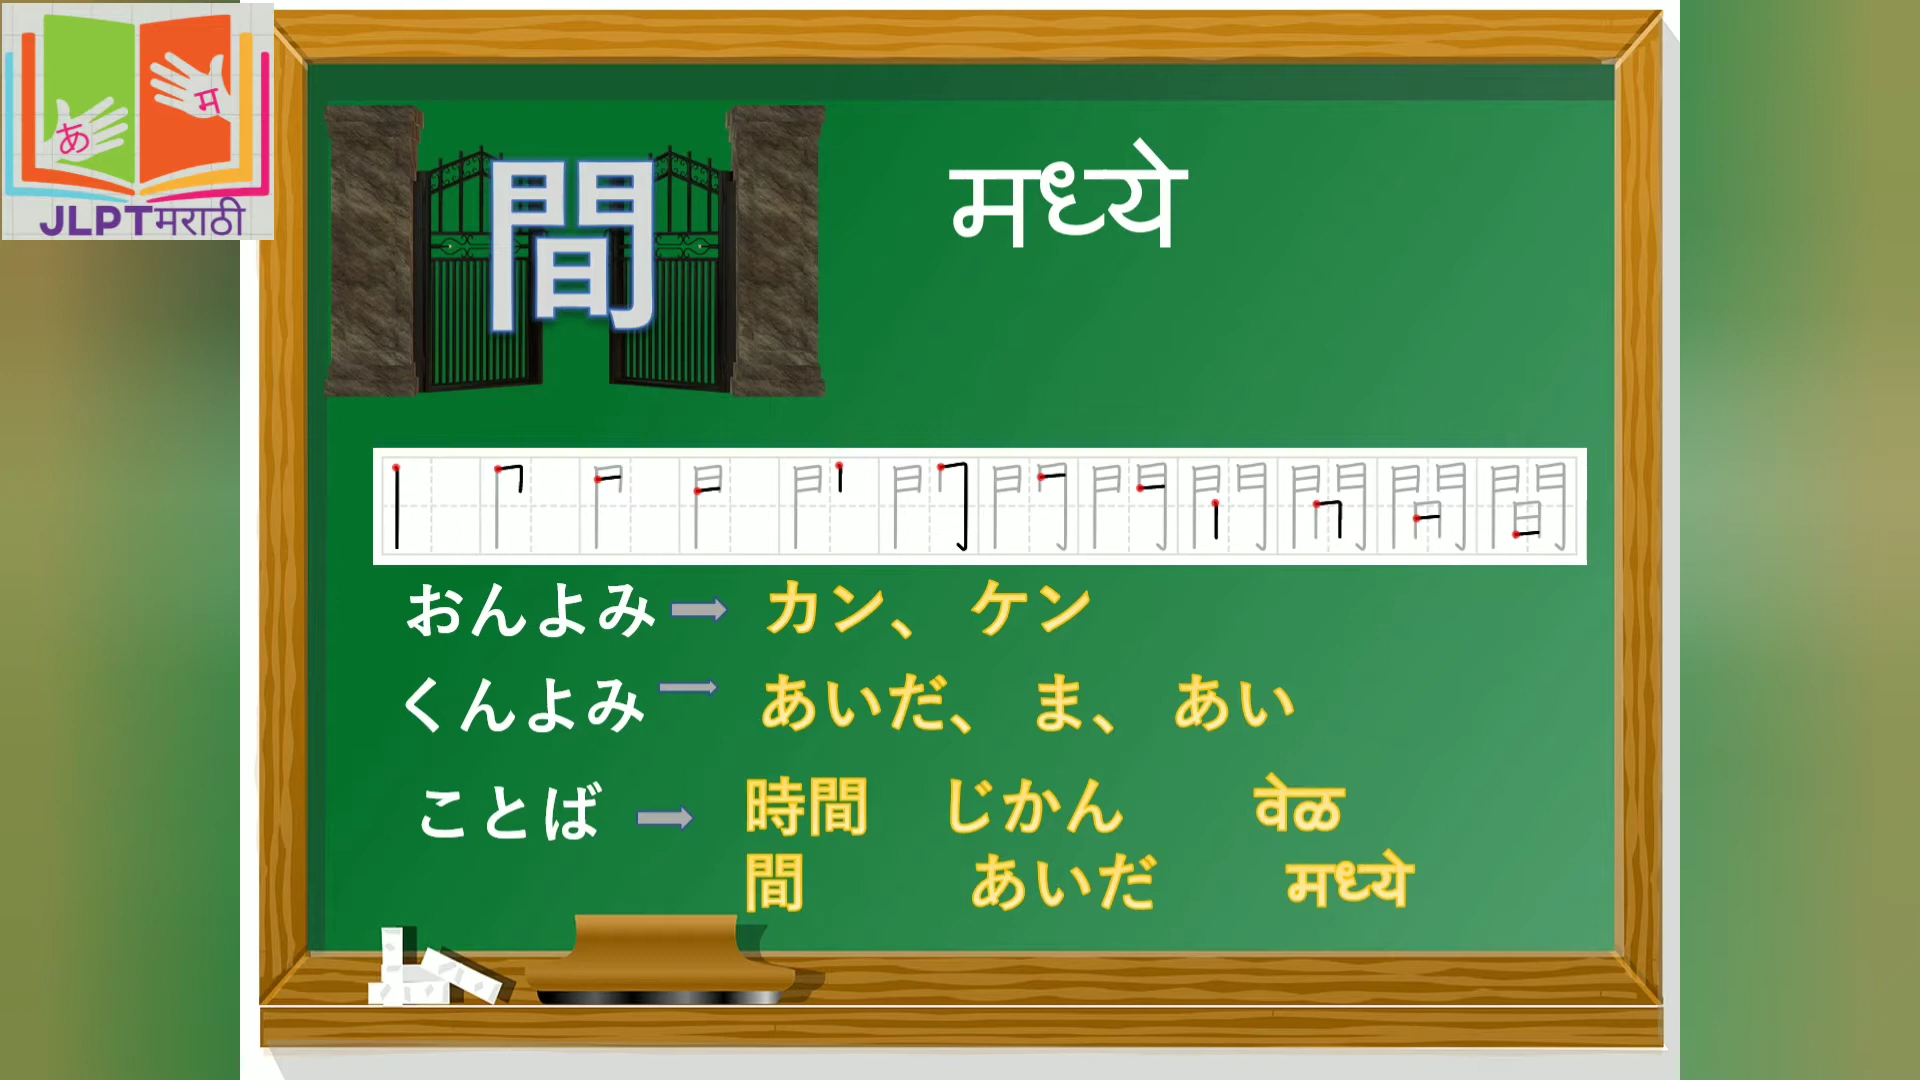 あ
म
JLPTमराठी
間 मध्ये
おんよみ カン、 ケン
くんよみ あいだ、 ま、 あい
ことば 時間 じかん वेळ
間 あいだ मध्ये